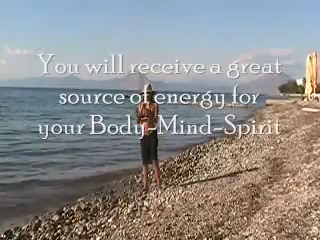 You will receive a great
source of energy for
your Body-Mind-Spirit